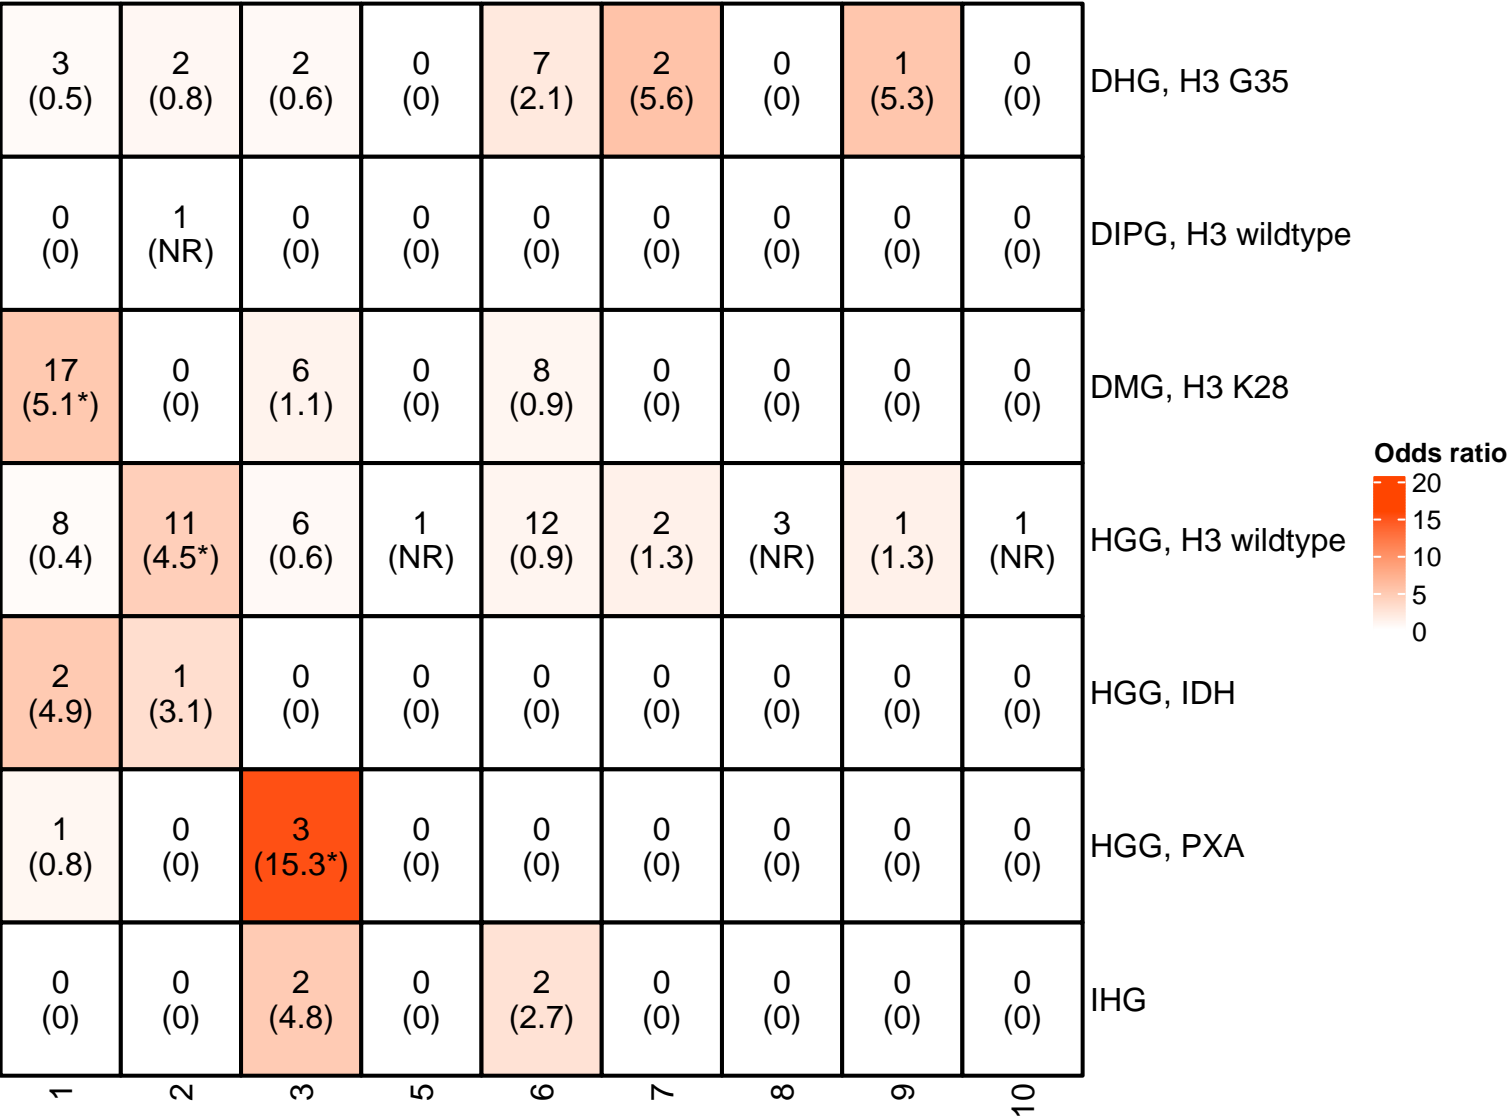 3 2 2 0 7 2 0 1 0
(0.5) (0.8) (0.6) (0) (2.1) (5.6) (0) (5.3) (0)
DHG, H3 G35
0 1 0 0 0 0 0 0 0
(0) (NR) (0) (0) (0) (0) (0) (0) (0)
DIPG, H3 wildtype
17 0 6 0 8 0 0 0 0
(5.1*) (0) (1.1) (0) (0.9) (0) (0) (0) (0)
DMG, H3 K28
8 11 6 1 12 2 3 1 1
(0.4) (4.5*) (0.6) (NR) (0.9) (1.3) (NR) (1.3) (NR)
HGG, H3 wildtype
2 1 0 0 0 0 0 0 0
(4.9) (3.1) (0) (0) (0) (0) (0) (0) (0)
HGG, IDH
1 0 3 0 0 0 0 0 0
(0.8) (0) (15.3*) (0) (0) (0) (0) (0) (0)
HGG, PXA
0 0 2 0 2 0 0 0 0
(0) (0) (4.8) (0) (2.7) (0) (0) (0) (0)
IHG
1 2 3 5 6 7 8 9 10
Odds ratio
20
15
10
5
0